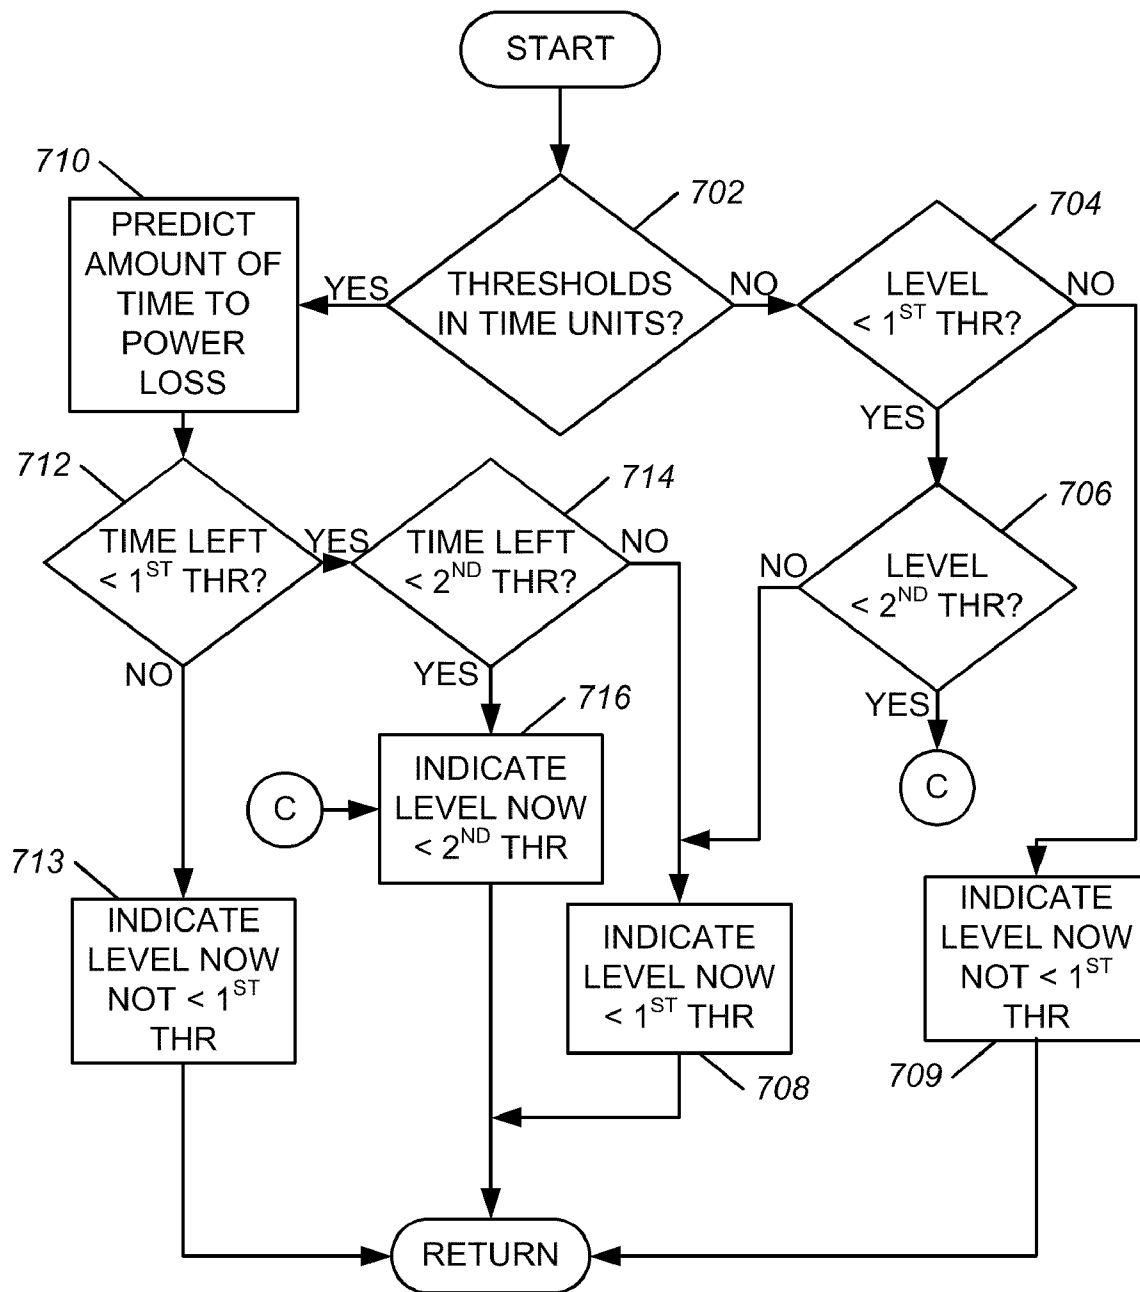 START
710
PREDICT
AMOUNT OF
TIME TO
POWER
LOSS
702
THRESHOLDS
IN TIME UNITS?
YES
NO
704
LEVEL
< 1ST THR?
NO
YES
712
TIME LEFT
< 1ST THR?
YES
NO
714
TIME LEFT
< 2ND THR?
NO
YES
706
LEVEL
< 2ND THR?
NO
YES
C
716
INDICATE
LEVEL NOW
< 2ND THR
C
713
INDICATE
LEVEL NOW
NOT < 1ST
THR
INDICATE
LEVEL NOW
< 1ST THR
708
INDICATE
LEVEL NOW
NOT < 1ST
THR
709
RETURN